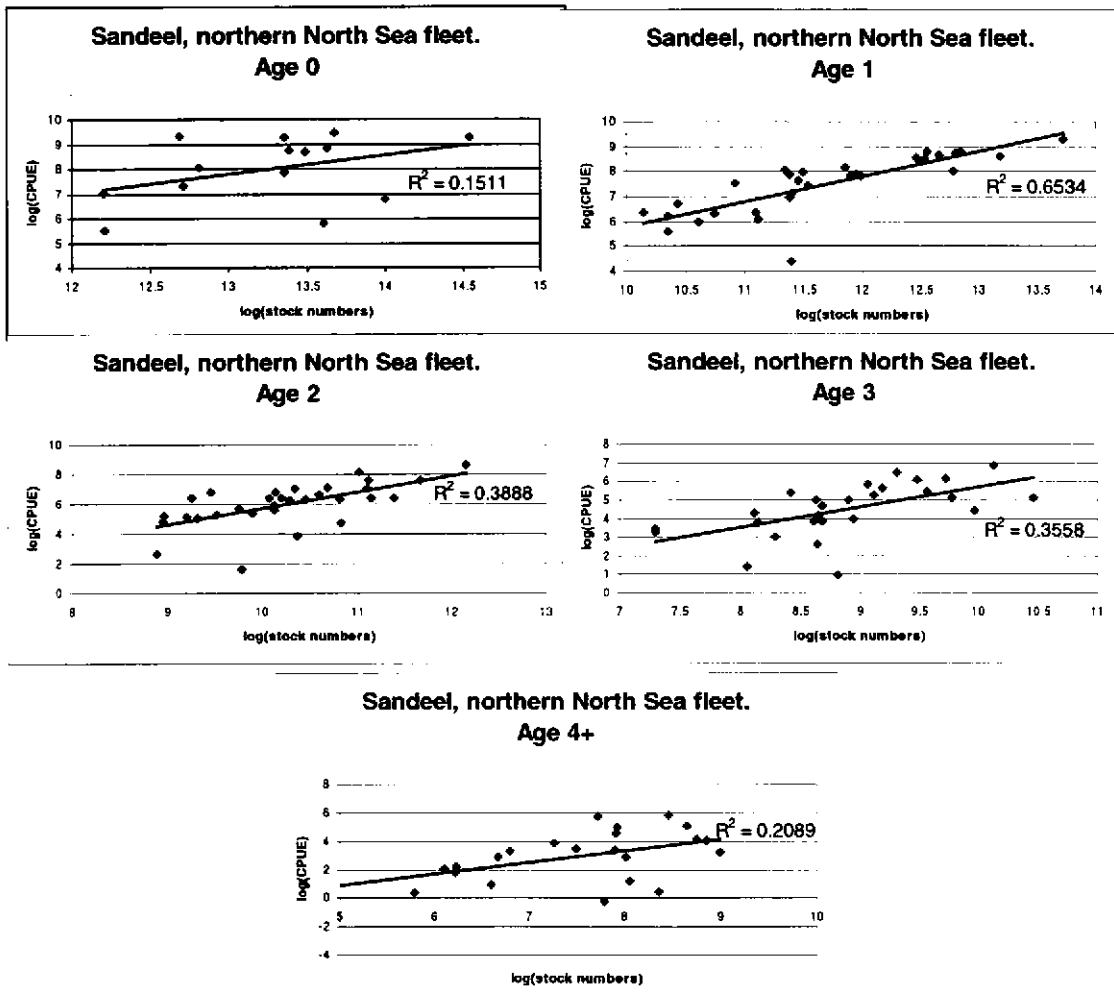 Sandeel, northern North Sea fleet.
Age 0
log(CPUE)
10
9
8
7
6
5
4
R² = 0.1511
12 12.5 13 13.5 14 14.5 15
log(stock numbers)
Sandeel, northern North Sea fleet.
Age 1
log(CPUE)
10
9
8
7
6
5
4
R² = 0.6534
10 10.5 11 11.5 12 12.5 13 13.5 14
log(stock numbers)
Sandeel, northern North Sea fleet.
Age 2
log(CPUE)
10
8
6
4
2
0
R² = 0.3888
8 9 10 11 12 13
log(stock numbers)
Sandeel, northern North Sea fleet.
Age 3
log(CPUE)
8
7
6
5
4
3
2
1
0
R² = 0.3558
7 7.5 8 8.5 9 9.5 10 10 5 11
log(stock numbers)
Sandeel, northern North Sea fleet.
Age 4+
log(CPUE)
8
6
4
2
0
-2
-4
R² = 0.2089
5 6 7 8 9 10
log(stock numbers)